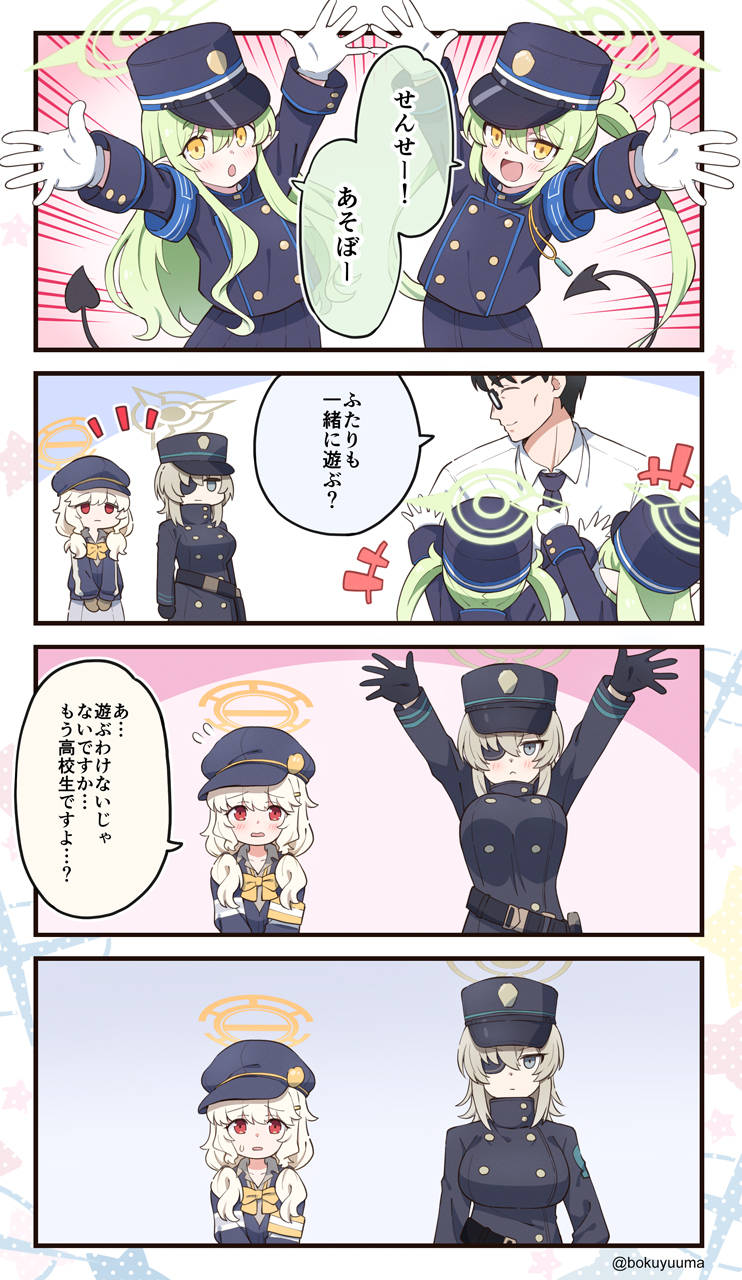 せんせー!
あそぼー
ふたりも
一緒に遊ぶ?
あ…
遊ぶわけないじゃ
ないですか…
もう高校生ですよ…?
@bokuyuuma